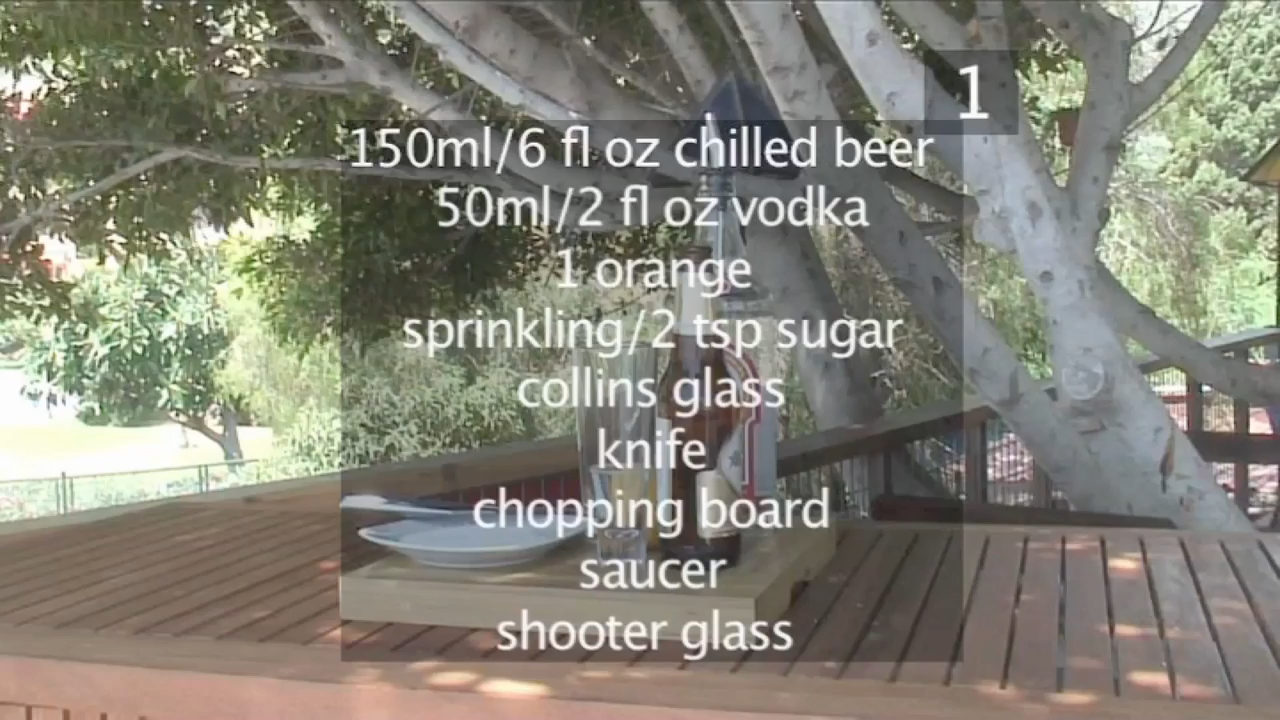 1
150ml/6 fl oz chilled beer
50ml/2 fl oz vodka
1 orange
sprinkling/2 tsp sugar
collins glass
knife
chopping board
saucer
shooter glass